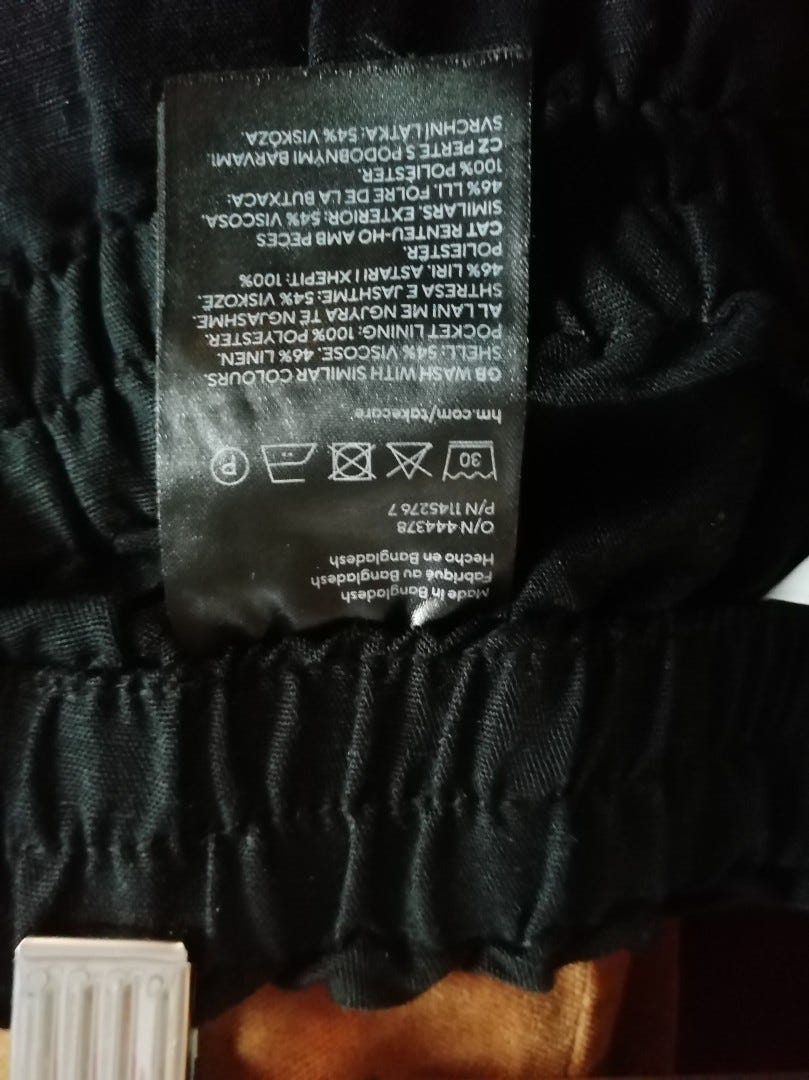 Made in Bangladesh
Fabriqué au Bangladesh
Hecho en Bangladesh
O/N 444378
P/N 1145276 7
30
P
hm.com/takecare
GB WASH WITH SIMILAR COLOURS.
SHELL: 54% VISCOSE. 46% LINEN.
POCKET LINING: 100% POLYESTER.
AL LANI ME NGJYRA TË NGJASHME.
SHTRESA E JASHTME: 54% VISKOZË.
46% LIRI. ASTARI I XHEPIT: 100%
POLIESTËR.
CAT RENTEU-HO AMB PECES
SIMILARS. EXTERIOR: 54% VISCOSA.
46% LLI. FOLRE DE LA BUTXACA:
100% POLIÈSTER.
CZ PERTE S PODOBNÝMI BARVAMI.
SVRCHNÍ LÁTKA: 54% VISKÓZA.